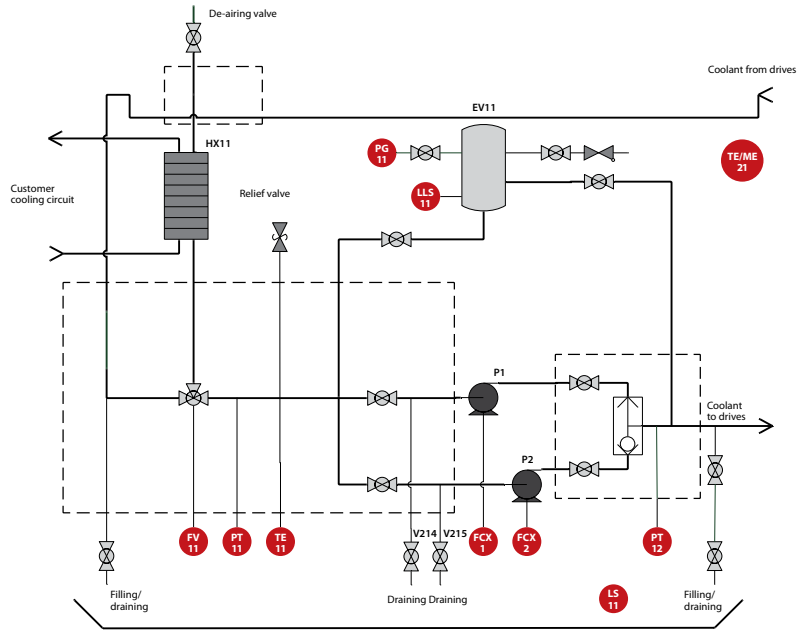 De-airing valve
Coolant from drives
EV11
HX11
PG
11
TE/ME
21
Customer
cooling circuit
Relief valve
LLS
11
P1
Coolant
to drives
P2
V214
V215
FV
11
PT
11
TE
11
FCX
1
FCX
2
PT
12
Filling/
draining
Draining Draining
LS
11
Filling/
draining